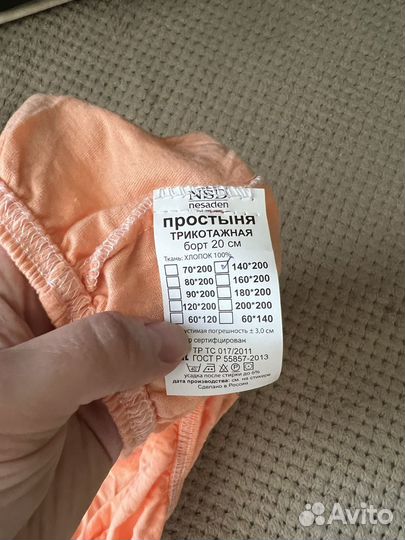 NSD
nesaden
простыня
ТРИКОТАЖНАЯ
борт 20 см
Ткань: ХЛОПОК 100%
70*200 140*200
80*200 160*200
90*200 180*200
120*200 200*200
60*120 60*140
устимая погрешность ± 3,0 см
р сертифицирован
ТР ТС 017/2011
ГОСТ Р 55857-2013
усадка после стирки до 6%
дата производства: см. на стикере
Сделано в России
Avito